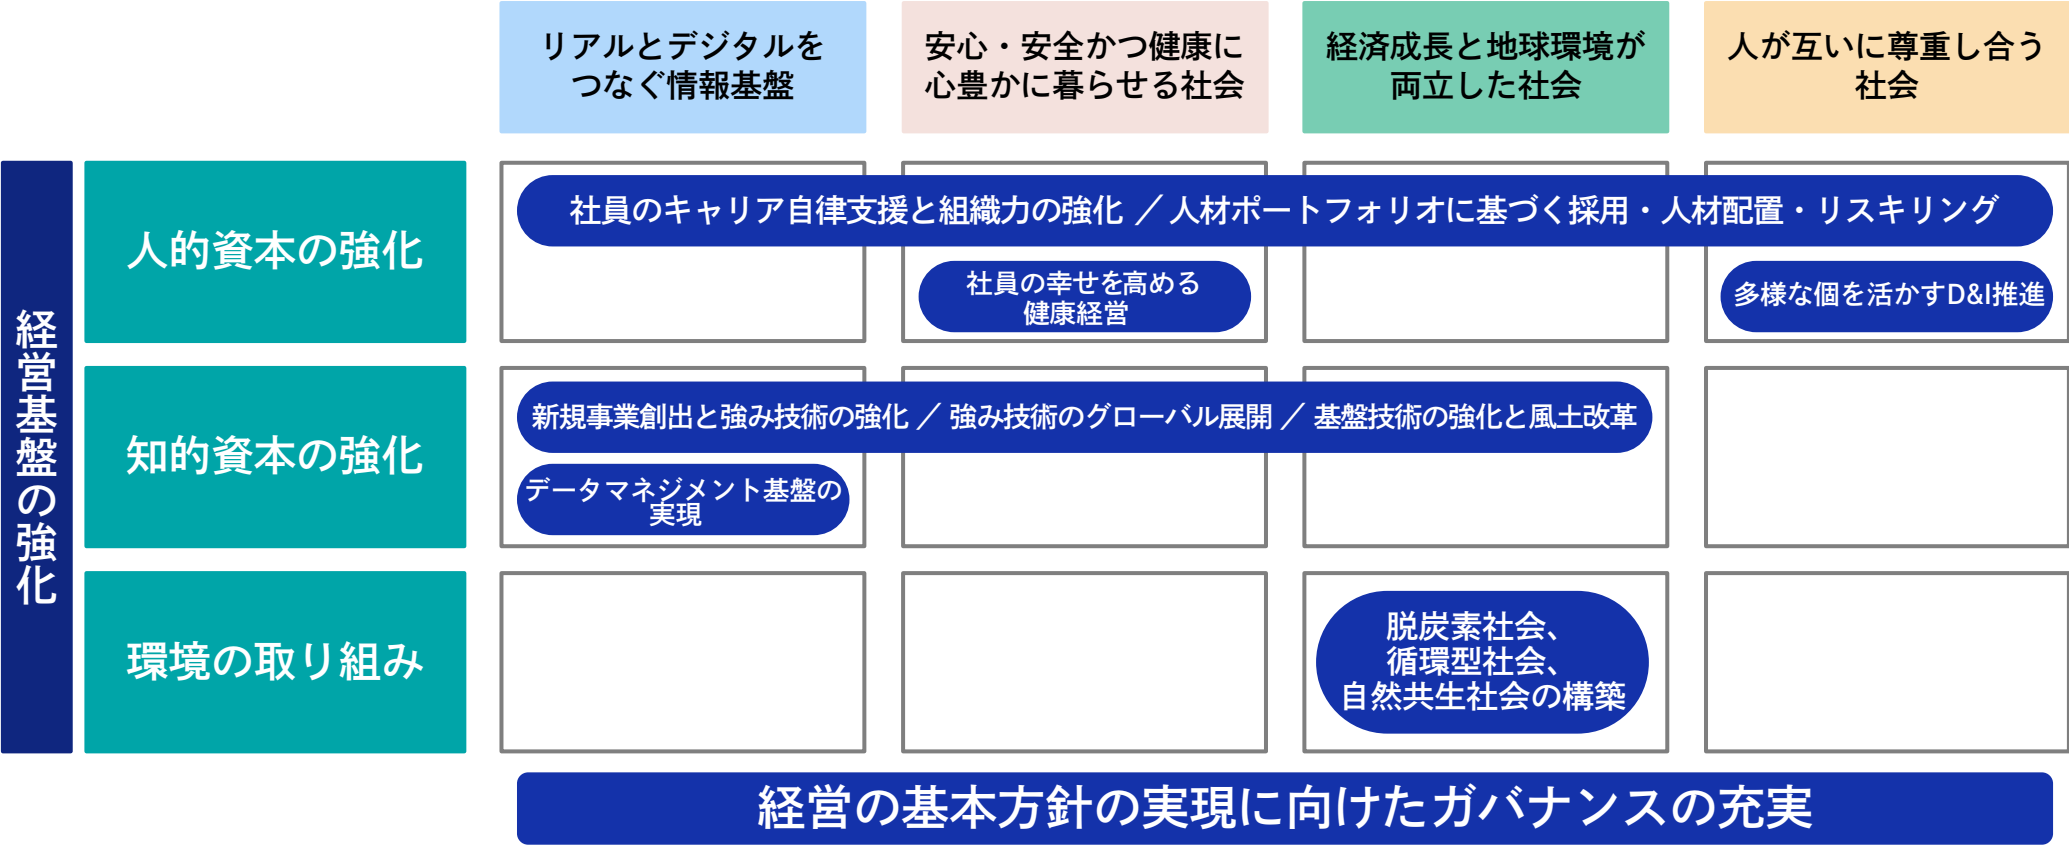 リアルとデジタルを
つなぐ情報基盤
安心・安全かつ健康に
心豊かに暮らせる社会
経済成長と地球環境が
両立した社会
人が互いに尊重し合う
社会
経営基盤の強化
人的資本の強化
社員のキャリア自律支援と組織力の強化 ／人材ポートフォリオに基づく採用・人材配置・リスキリング
社員の幸せを高める
健康経営
多様な個を活かすD&I推進
知的資本の強化
新規事業創出と強み技術の強化 ／ 強み技術のグローバル展開 ／ 基盤技術の強化と風土改革
データマネジメント基盤の
実現
環境の取り組み
脱炭素社会、
循環型社会、
自然共生社会の構築
経営の基本方針の実現に向けたガバナンスの充実